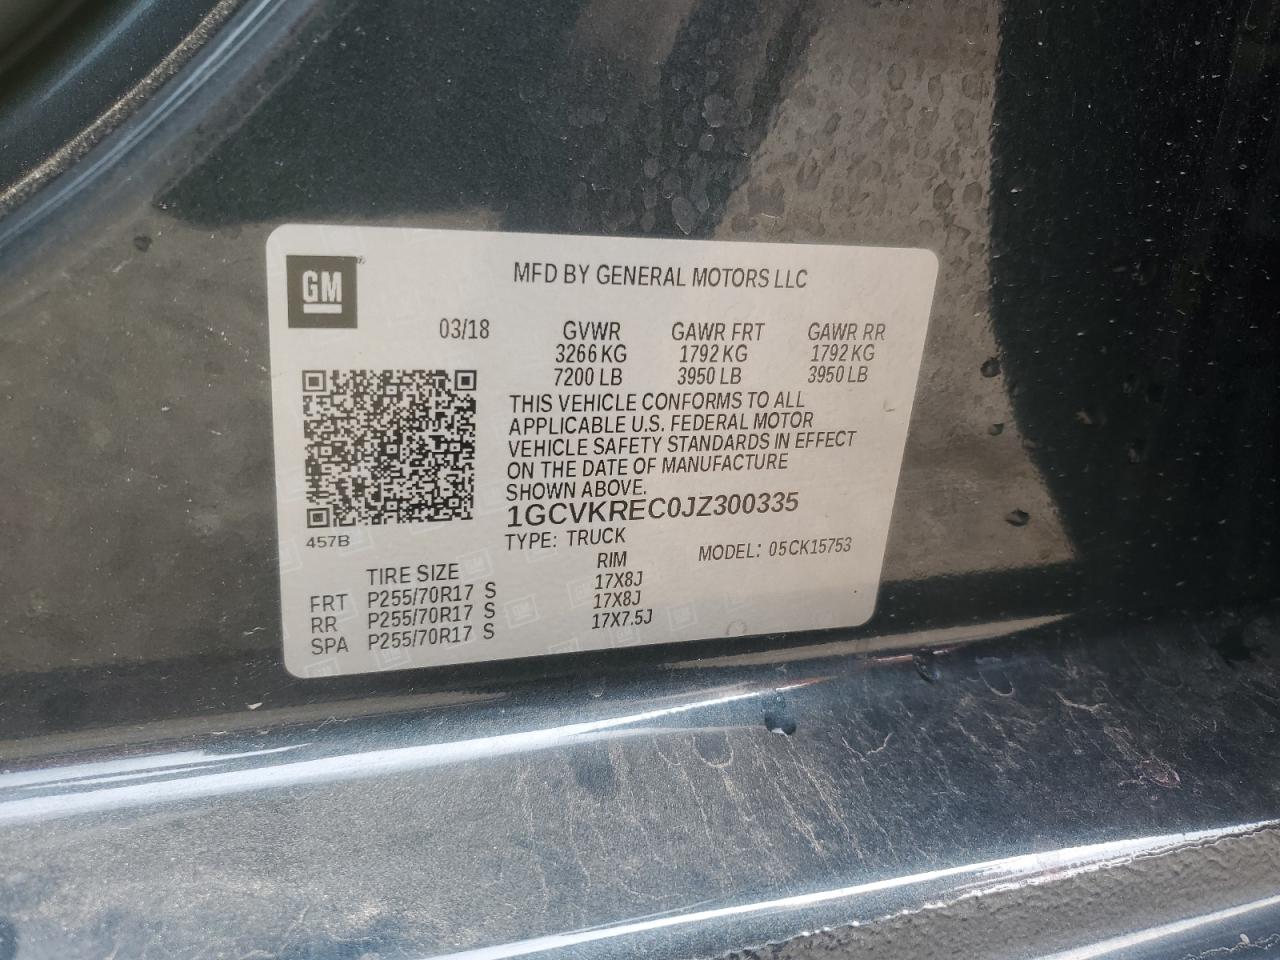 GM
MFD BY GENERAL MOTORS LLC
03/18 GVWR GAWR FRT GAWR RR
3266 KG 1792 KG 1792 KG
7200 LB 3950 LB 3950 LB
THIS VEHICLE CONFORMS TO ALL
APPLICABLE U.S. FEDERAL MOTOR
VEHICLE SAFETY STANDARDS IN EFFECT
ON THE DATE OF MANUFACTURE
SHOWN ABOVE.
1GCVKREC0JZ300335
457B
TYPE: TRUCK MODEL: 05CK15753
TIRE SIZE RIM
FRT P255/70R17 S 17X8J
RR P255/70R17 S 17X8J
SPA P255/70R17 S 17X7.5J